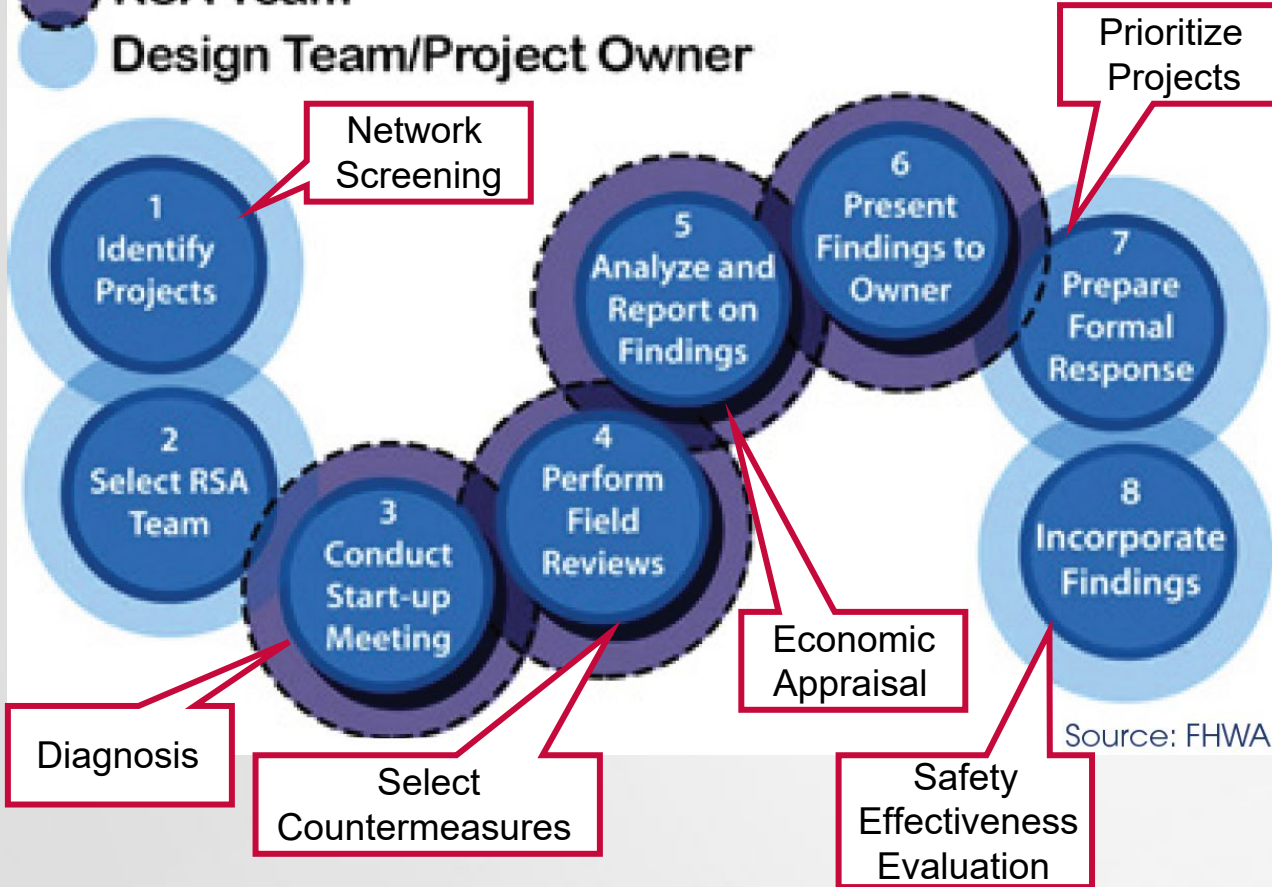 RSA Team
Design Team/Project Owner
Prioritize
Projects
Network
Screening
1
Identify
Projects
2
Select RSA
Team
3
Conduct
Start-up
Meeting
4
Perform
Field
Reviews
5
Analyze and
Report on
Findings
6
Present
Findings to
Owner
7
Prepare
Formal
Response
8
Incorporate
Findings
Diagnosis
Select
Countermeasures
Economic
Appraisal
Safety
Effectiveness
Evaluation
Source: FHWA